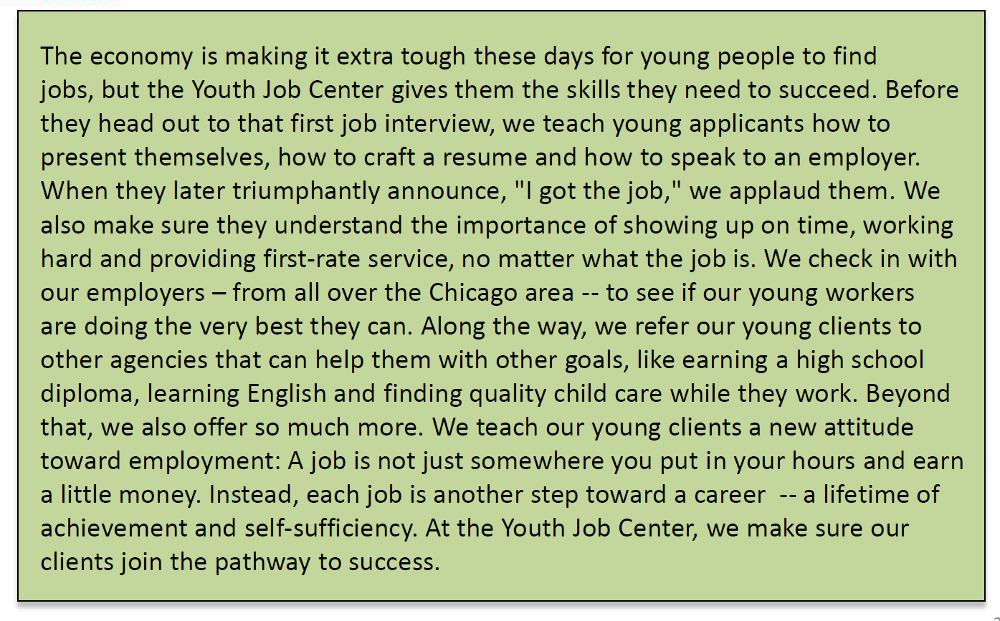 The economy is making it extra tough these days for young people to find
jobs, but the Youth Job Center gives them the skills they need to succeed. Before
they head out to that first job interview, we teach young applicants how to
present themselves, how to craft a resume and how to speak to an employer.
When they later triumphantly announce, "I got the job," we applaud them. We
also make sure they understand the importance of showing up on time, working
hard and providing first-rate service, no matter what the job is. We check in with
our employers – from all over the Chicago area -- to see if our young workers
are doing the very best they can. Along the way, we refer our young clients to
other agencies that can help them with other goals, like earning a high school
diploma, learning English and finding quality child care while they work. Beyond
that, we also offer so much more. We teach our young clients a new attitude
toward employment: A job is not just somewhere you put in your hours and earn
a little money. Instead, each job is another step toward a career  -- a lifetime of
achievement and self-sufficiency. At the Youth Job Center, we make sure our
clients join the pathway to success.